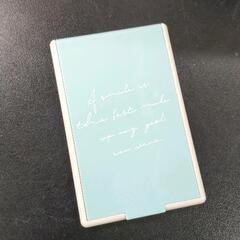 A smile is
the best make
up any girl
can wear.